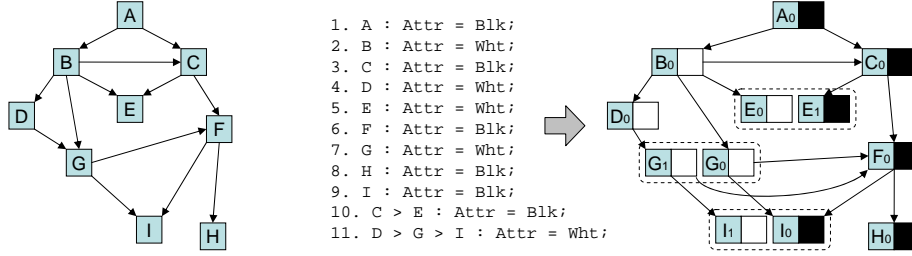 A
B
C
D
E
F
G
I
H
1. A : Attr = Blk;
2. B : Attr = Wht;
3. C : Attr = Blk;
4. D : Attr = Wht;
5. E : Attr = Wht;
6. F : Attr = Blk;
7. G : Attr = Wht;
8. H : Attr = Blk;
9. I : Attr = Blk;
10. C > E : Attr = Blk;
11. D > G > I : Attr = Wht;
A0
B0
C0
E0
E1
D0
G1
G0
F0
I1
I0
H0